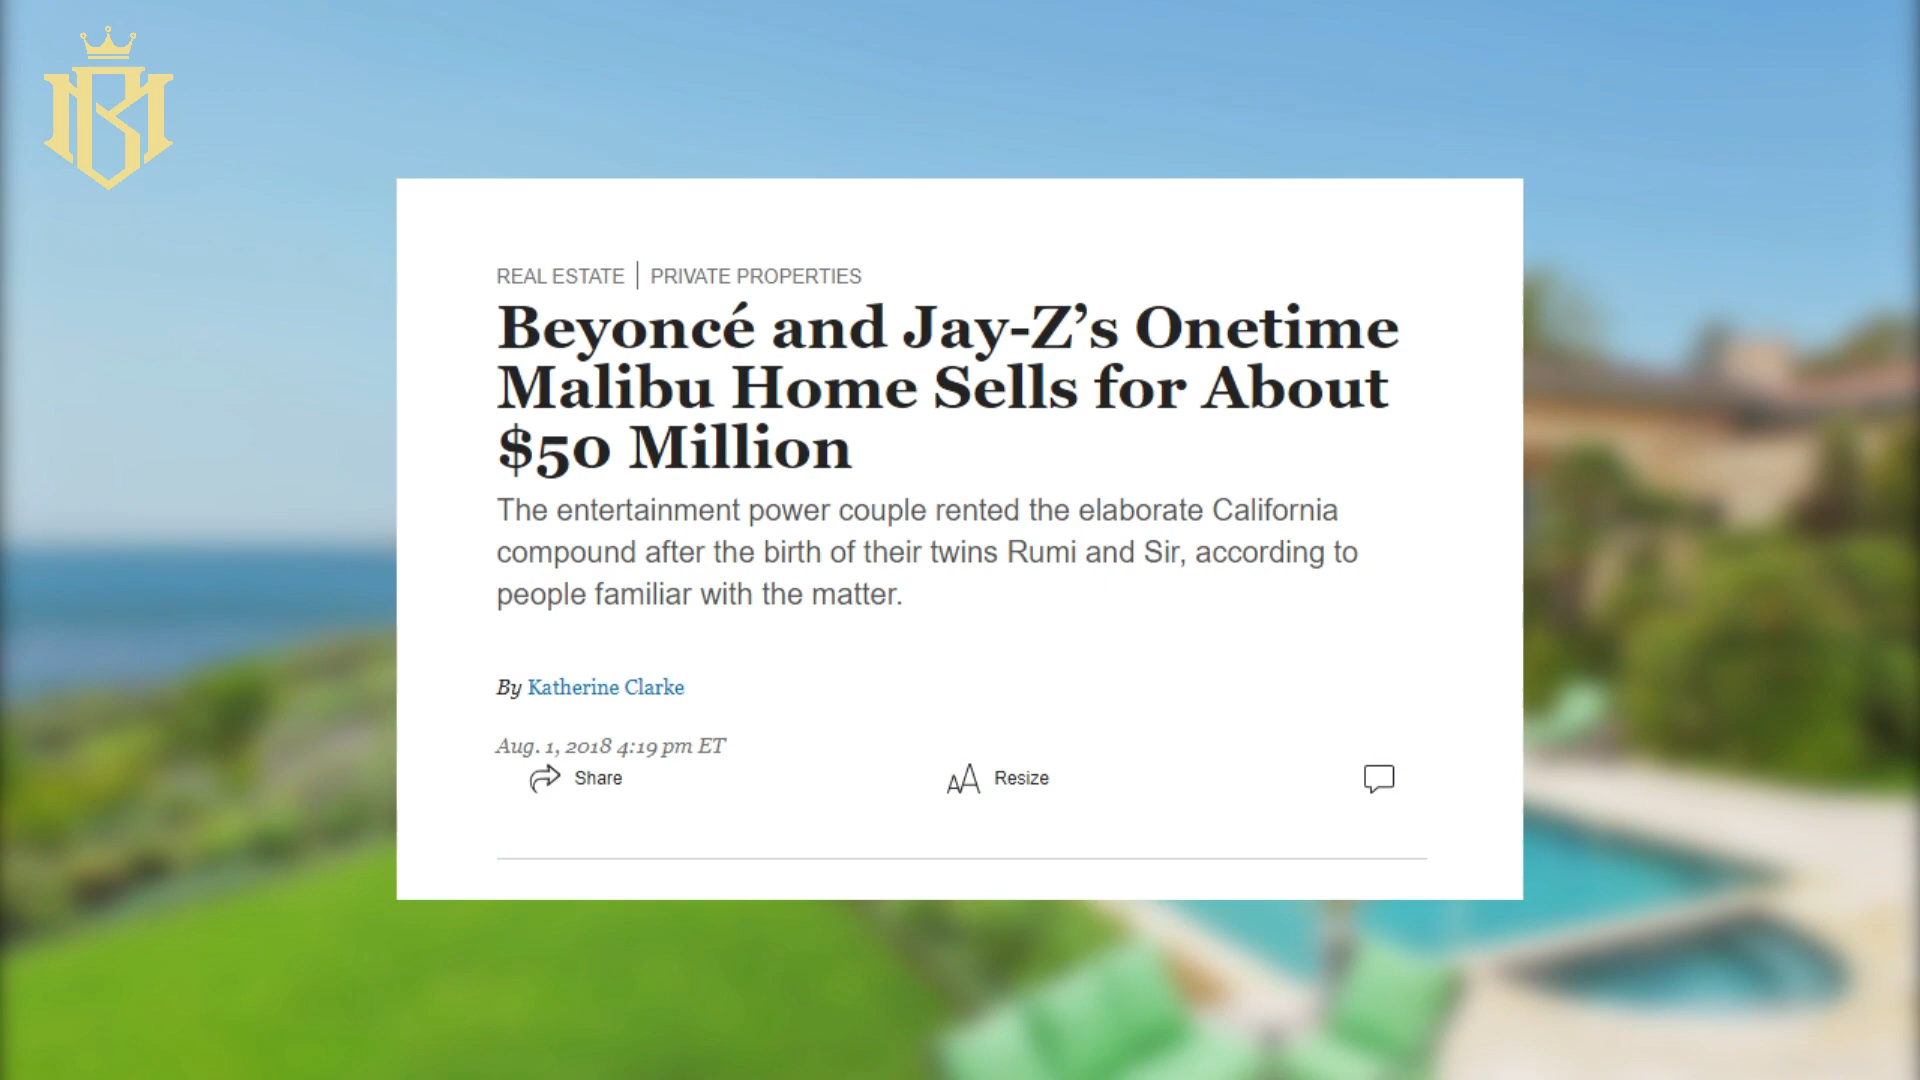 REAL ESTATE | PRIVATE PROPERTIES
Beyoncé and Jay-Z’s Onetime
Malibu Home Sells for About
$50 Million
The entertainment power couple rented the elaborate California
compound after the birth of their twins Rumi and Sir, according to
people familiar with the matter.
By Katherine Clarke
Aug. 1, 2018 4:19 pm ET
Share
AA Resize